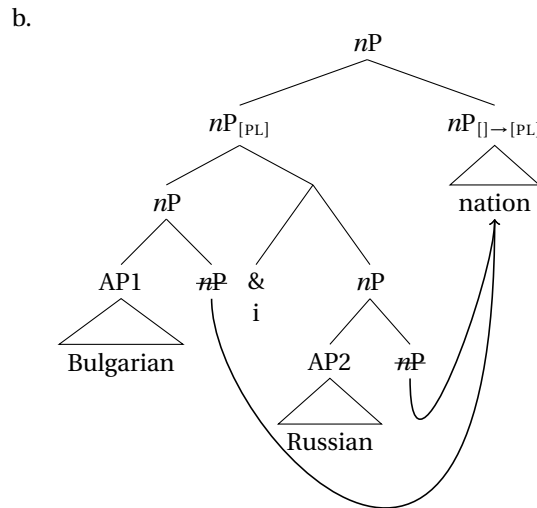 b.
nP
nP[PL] nP[]→[PL]
nation
nP
AP1 nP & nP
i
Bulgarian AP2 nP
Russian